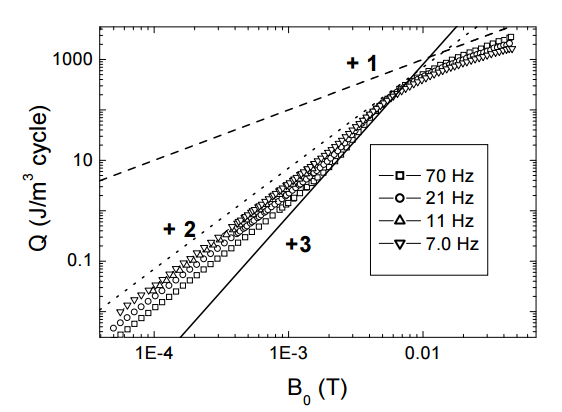 1000
10
0.1
Q (J/m³ cycle)
+ 1
+ 2
+3
70 Hz
21 Hz
11 Hz
7.0 Hz
1E-4 1E-3 0.01
B₀ (T)